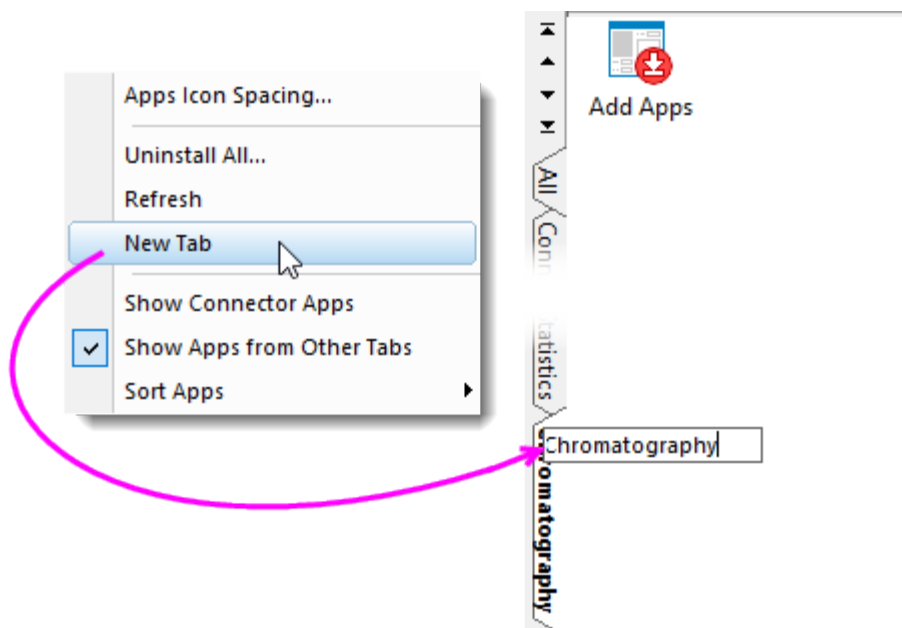 Apps Icon Spacing...
Uninstall All...
Refresh
New Tab
Show Connector Apps
Show Apps from Other Tabs
Sort Apps
Add Apps
All
Statistics
Chromatography
Chromatography